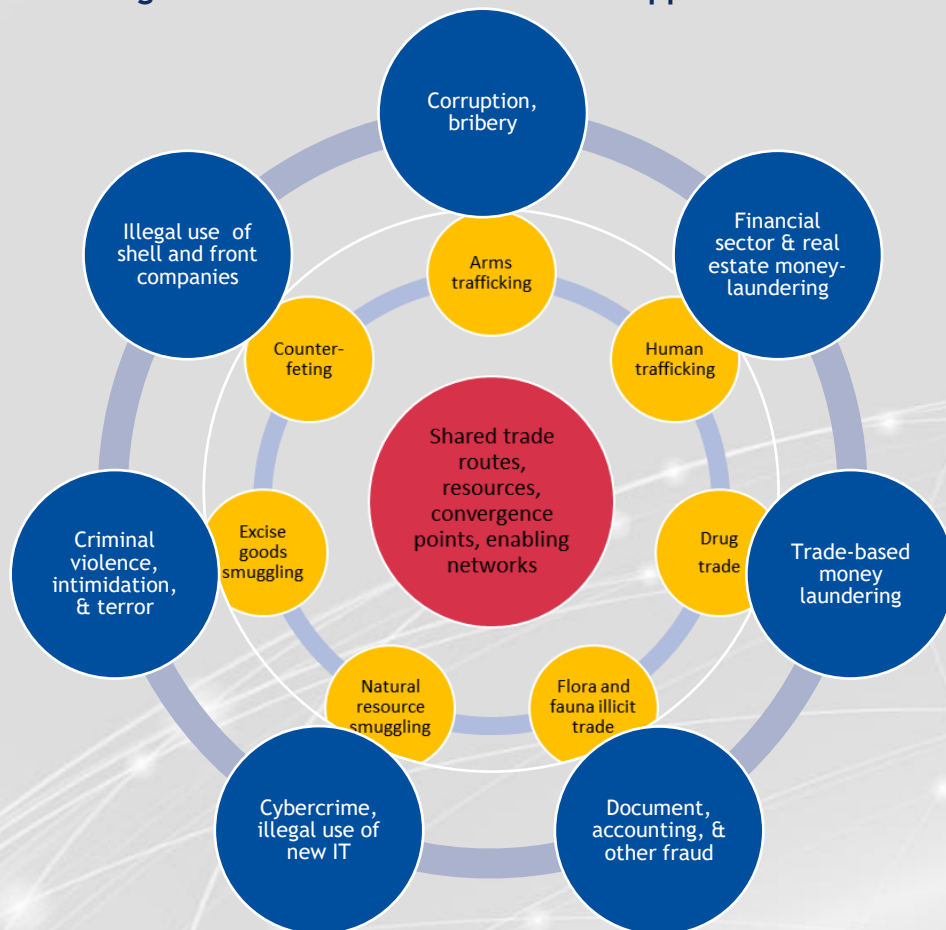 Corruption,
bribery
Financial
sector & real
estate money-
laundering
Illegal use of
shell and front
companies
Arms
trafficking
Counter-
feting
Human
trafficking
Shared trade
routes,
resources,
convergence
points, enabling
networks
Criminal
violence,
intimidation,
& terror
Excise
goods
smuggling
Drug
trade
Trade-based
money
laundering
Natural
resource
smuggling
Flora and
fauna illicit
trade
Cybercrime,
illegal use of
new IT
Document,
accounting, &
other fraud